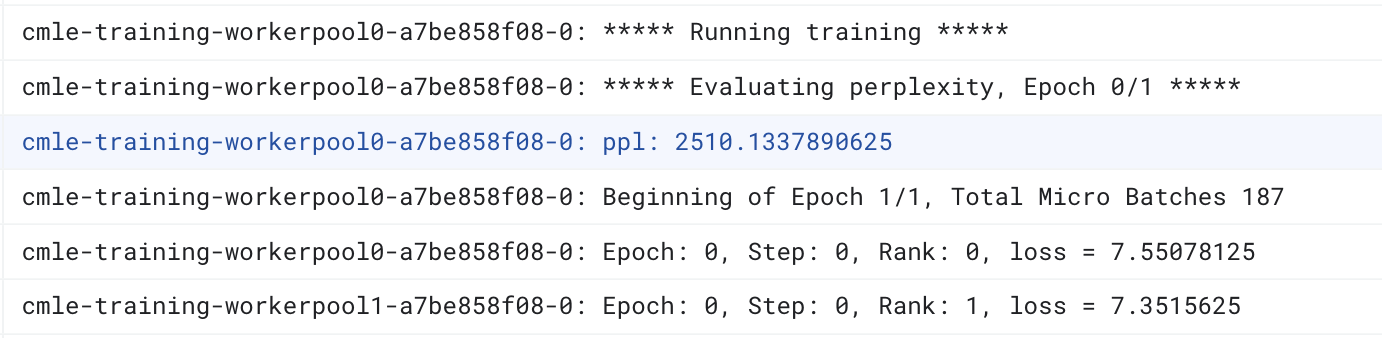 cmle-training-workerpool0-a7be858f08-0: ***** Running training *****
cmle-training-workerpool0-a7be858f08-0: ***** Evaluating perplexity, Epoch 0/1 *****
cmle-training-workerpool0-a7be858f08-0: ppl: 2510.1337890625
cmle-training-workerpool0-a7be858f08-0: Beginning of Epoch 1/1, Total Micro Batches 187
cmle-training-workerpool0-a7be858f08-0: Epoch: 0, Step: 0, Rank: 0, loss = 7.55078125
cmle-training-workerpool1-a7be858f08-0: Epoch: 0, Step: 0, Rank: 1, loss = 7.3515625